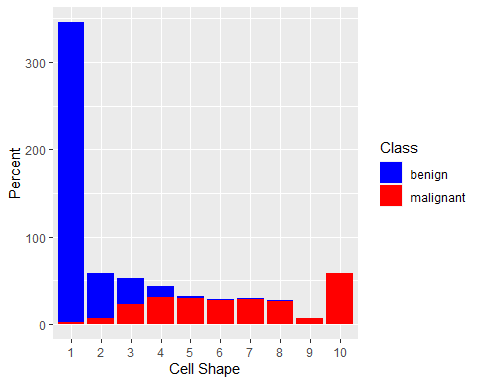 300
200
100
0
Percent
1 2 3 4 5 6 7 8 9 10
Cell Shape
Class
benign
malignant